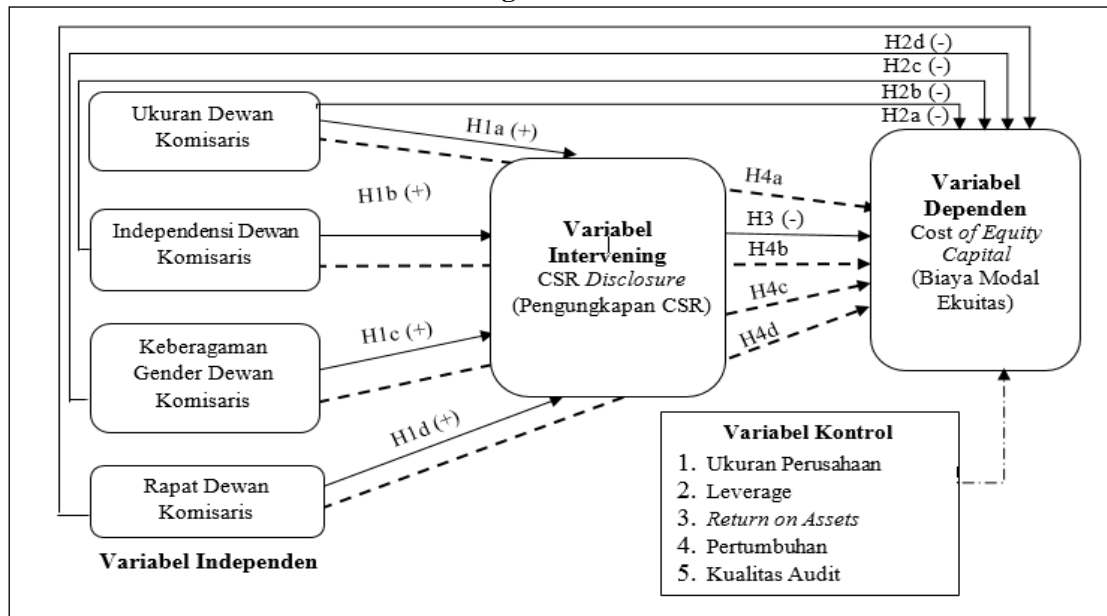 H2d (-)
H2c (-)
H2b (-)
H2a (-)
Ukuran Dewan
Komisaris
H1a (+)
H1b (+)
Independensi Dewan
Komisaris
Keberagaman
Gender Dewan
Komisaris
H1c (+)
Rapat Dewan
Komisaris
H1d (+)
Variabel Independen
Variabel
Intervening
CSR Disclosure
(Pengungkapan CSR)
H4a
H3 (-)
H4b
H4c
H4d
Variabel
Dependen
Cost of Equity
Capital
(Biaya Modal
Ekuitas)
Variabel Kontrol
1. Ukuran Perusahaan
2. Leverage
3. Return on Assets
4. Pertumbuhan
5. Kualitas Audit